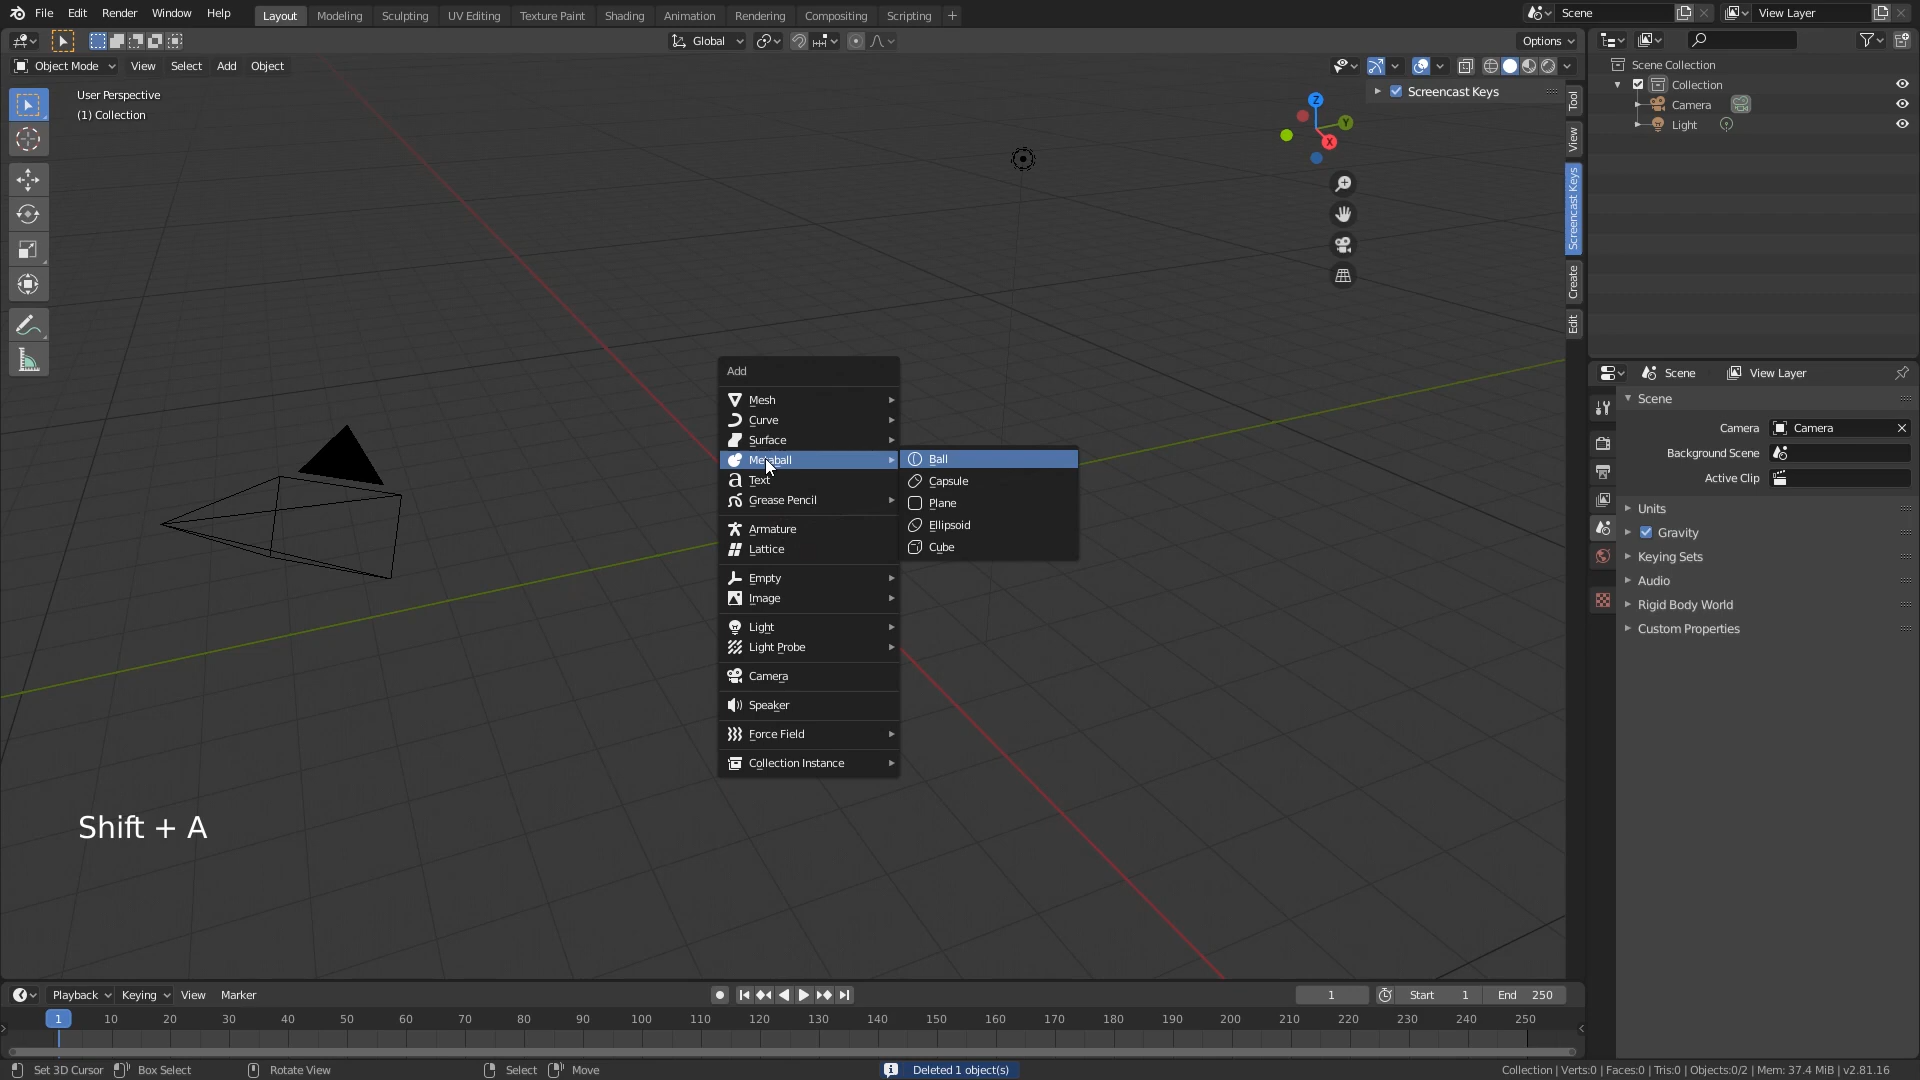 File Edit Render Window Help Layout Modeling Sculpting UV Editing Texture Paint Shading Animation Rendering Compositing Scripting + Scene View Layer
Global Options
Object Mode View Select Add Object
User Perspective
(1) Collection
Screencast Keys
Z
Y
X
Tool
View
Screencast Keys
Create
Edit
Scene Collection
Collection
Camera
Light
Add
Mesh
Curve
Surface
Metaball
Text
Grease Pencil
Armature
Lattice
Empty
Image
Light
Light Probe
Camera
Speaker
Force Field
Collection Instance
Ball
Capsule
Plane
Ellipsoid
Cube
Shift + A
Scene View Layer
Scene
Camera Camera
Background Scene
Active Clip
Units
Gravity
Keying Sets
Audio
Rigid Body World
Custom Properties
Playback Keying View Marker 1 Start 1 End 250
1 10 20 30 40 50 60 70 80 90 100 110 120 130 140 150 160 170 180 190 200 210 220 230 240 250
Set 3D Cursor Box Select Rotate View Select Move Deleted 1 object(s) Collection | Verts:0 | Faces:0 | Tris:0 | Objects:0/2 | Mem: 37.4 MiB | v2.81.16